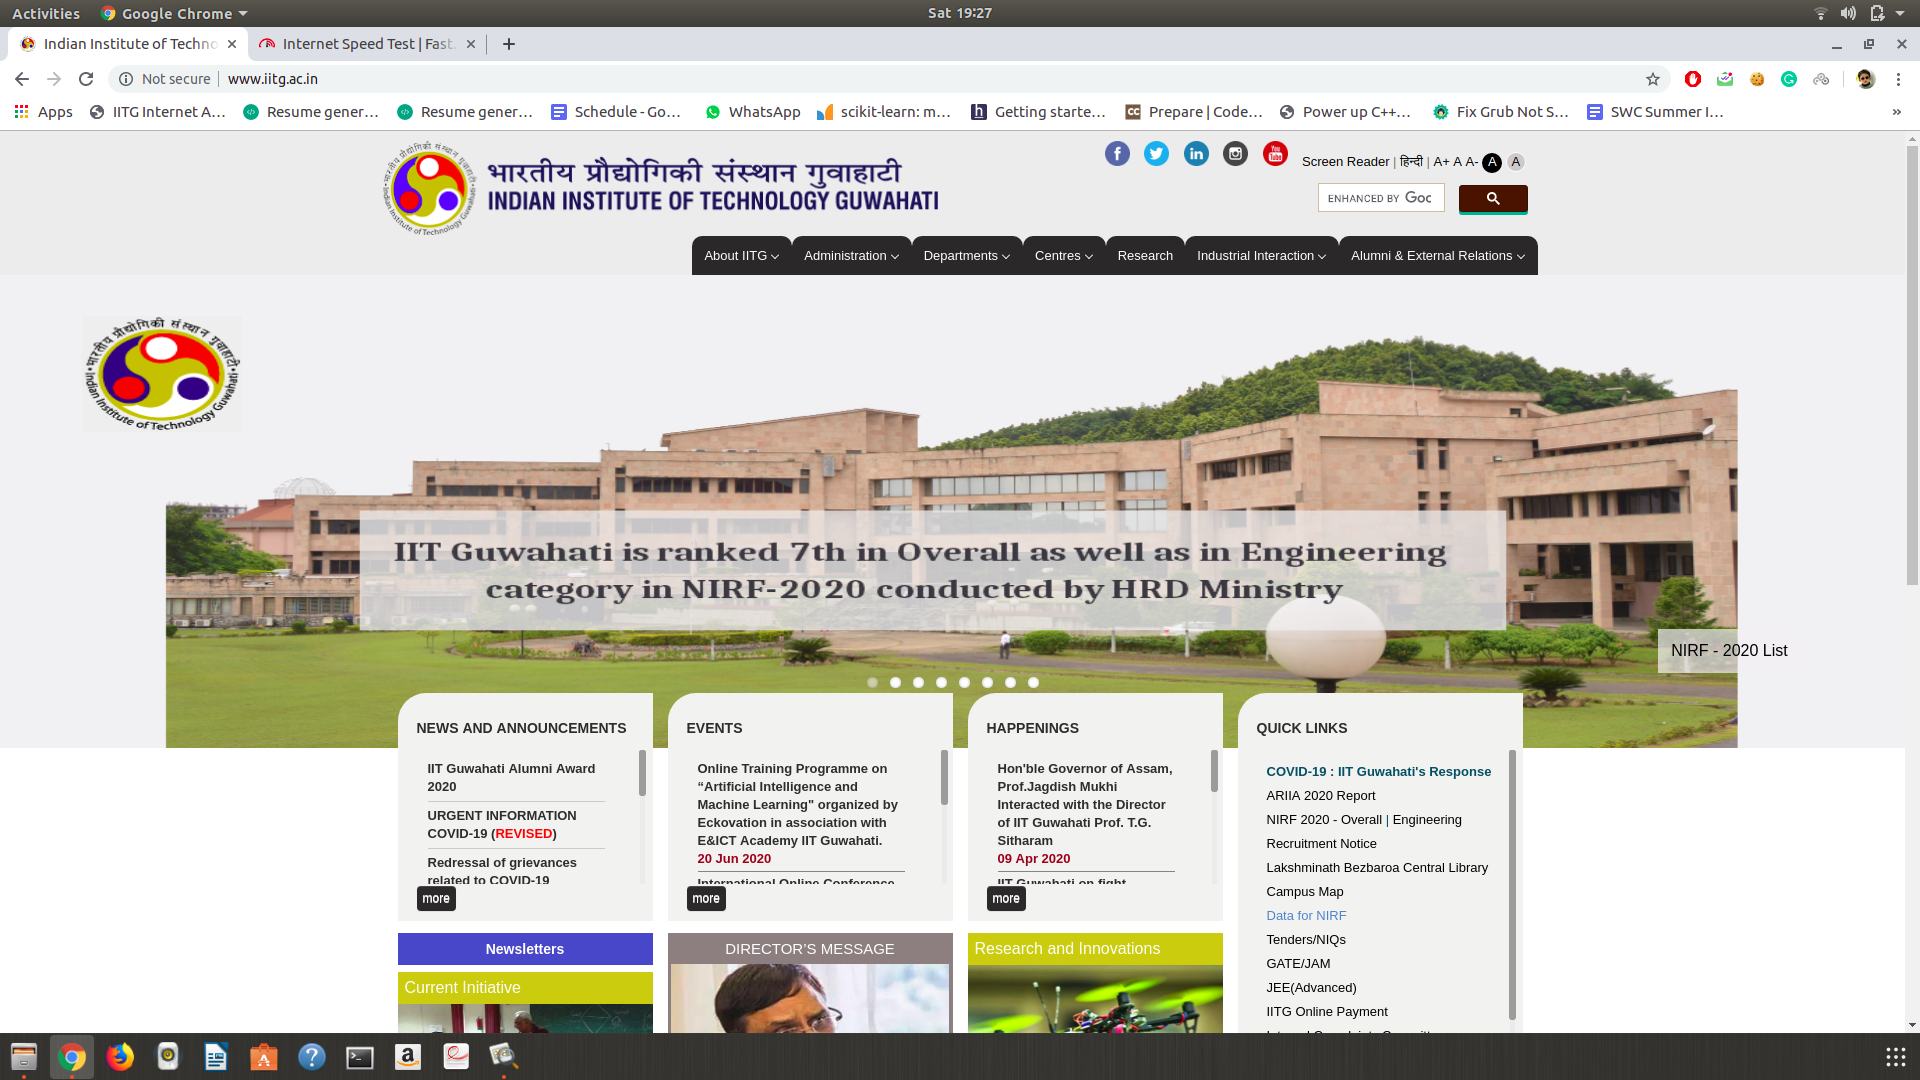 Activities Google Chrome Sat 19:27
Indian Institute of Techno Internet Speed Test | Fast.
Not secure www.iitg.ac.in
Apps IITG Internet A... Resume gener... Resume gener... Schedule - Go... WhatsApp scikit-learn: m... Getting starte... Prepare | Code... Power up C++... Fix Grub Not S... SWC Summer I... »
भारतीय प्रौद्योगिकी संस्थान गुवाहाटी
INDIAN INSTITUTE OF TECHNOLOGY GUWAHATI
Screen Reader | हिन्दी | A+ A A- A A
ENHANCED BY Goo
About IITG Administration Departments Centres Research Industrial Interaction Alumni & External Relations
भारतीय प्रौद्योगिकी संस्थान गुवाहाटी
Indian Institute of Technology Guwahati
IIT Guwahati is ranked 7th in Overall as well as in Engineering
category in NIRF-2020 conducted by HRD Ministry
NIRF - 2020 List
NEWS AND ANNOUNCEMENTS
IIT Guwahati Alumni Award
2020
URGENT INFORMATION
COVID-19 (REVISED)
Redressal of grievances
related to COVID-19
more
EVENTS
Online Training Programme on
“Artificial Intelligence and
Machine Learning" organized by
Eckovation in association with
E&ICT Academy IIT Guwahati.
20 Jun 2020
International Online Conference
more
HAPPENINGS
Hon'ble Governor of Assam,
Prof.Jagdish Mukhi
Interacted with the Director
of IIT Guwahati Prof. T.G.
Sitharam
09 Apr 2020
IIT Guwahati on fight
more
QUICK LINKS
COVID-19 : IIT Guwahati's Response
ARIIA 2020 Report
NIRF 2020 - Overall | Engineering
Recruitment Notice
Lakshminath Bezbaroa Central Library
Campus Map
Data for NIRF
Tenders/NIQs
GATE/JAM
JEE(Advanced)
IITG Online Payment
Newsletters
Current Initiative
DIRECTOR'S MESSAGE
Research and Innovations